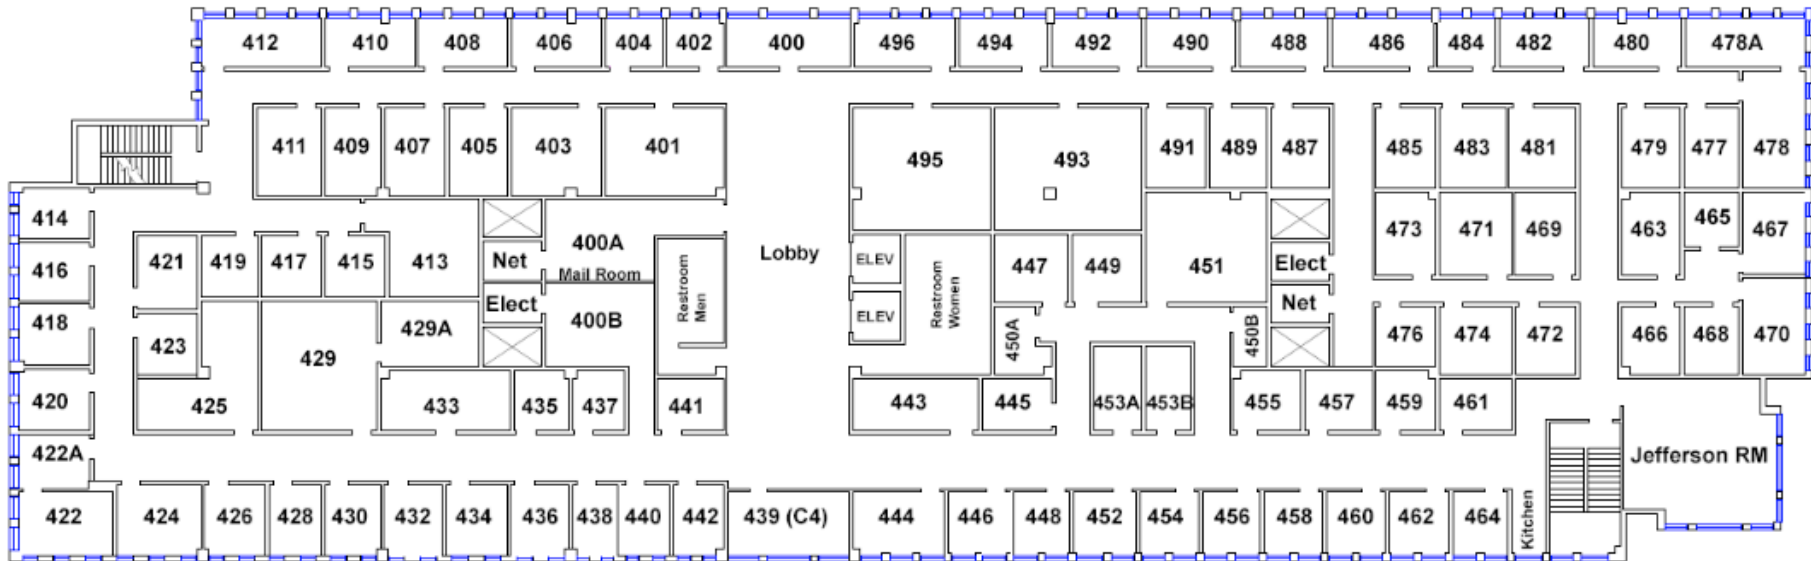 412 410 408 406 404 402 400 496 494 492 490 488 486 484 482 480 478A
411 409 407 405 403 401 495 493 491 489 487 485 483 481 479 477 478
414 400A Lobby 473 471 469 463 465 467
416 421 419 417 415 413 Net Mail Room Restroom Men ELEV Restroom Women 447 449 451 Elect
418 423 429 429A Elect 400B ELEV 450A 450B Net 476 474 472 466 468 470
420 425 433 435 437 441 443 445 453A 453B 455 457 459 461
422A Jefferson RM
422 424 426 428 430 432 434 436 438 440 442 439 (C4) 444 446 448 452 454 456 458 460 462 464 Kitchen